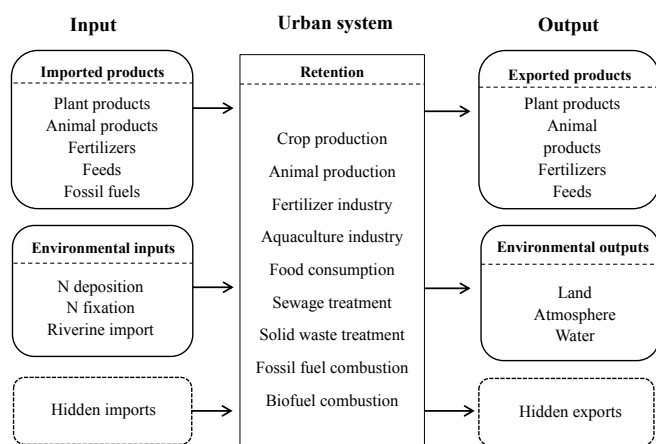 Input
Urban system
Output
Imported products
Plant products
Animal products
Fertilizers
Feeds
Fossil fuels
Environmental inputs
N deposition
N fixation
Riverine import
Hidden imports
Retention
Crop production
Animal production
Fertilizer industry
Aquaculture industry
Food consumption
Sewage treatment
Solid waste treatment
Fossil fuel combustion
Biofuel combustion
Exported products
Plant products
Animal
products
Fertilizers
Feeds
Environmental outputs
Land
Atmosphere
Water
Hidden exports